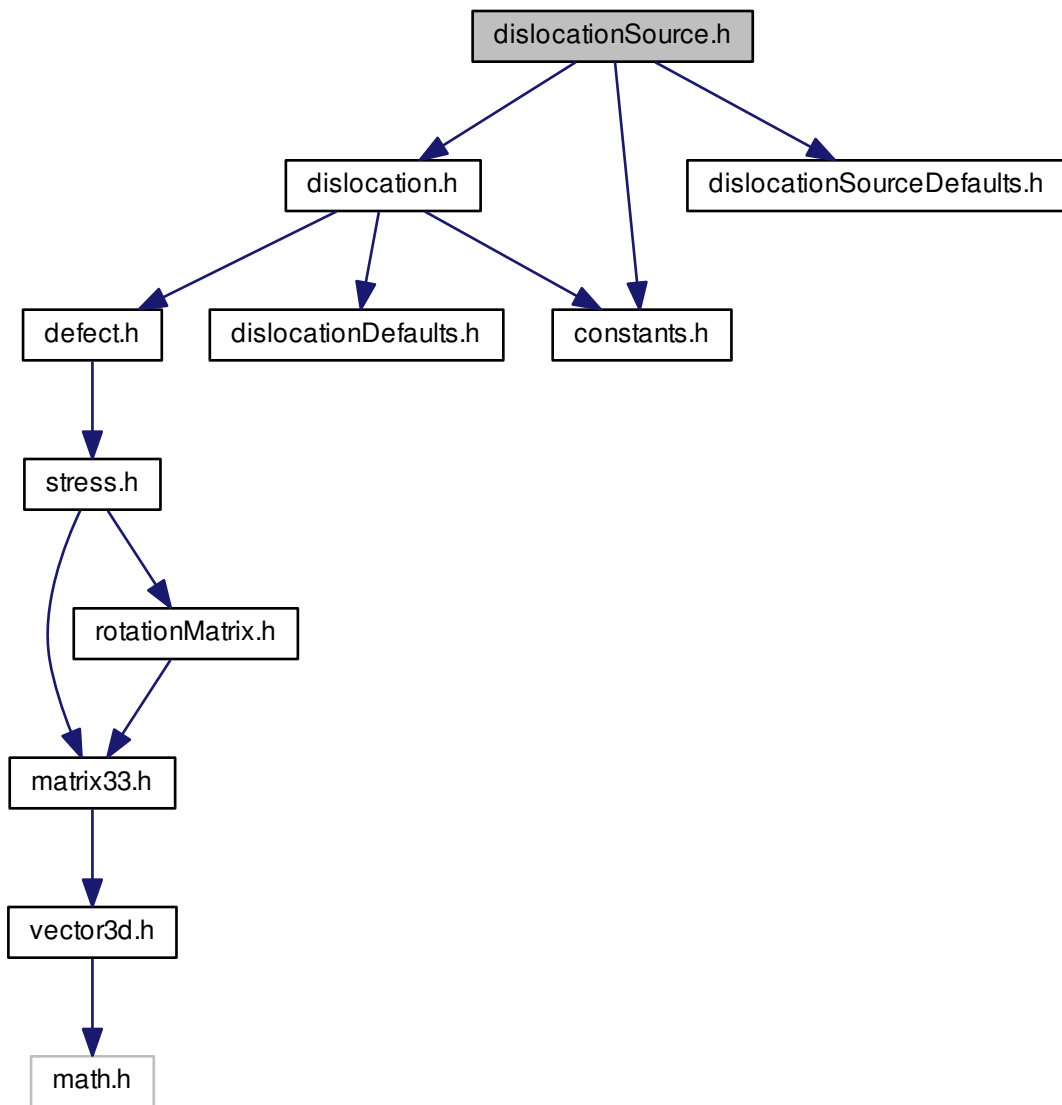 dislocationSource.h
dislocation.h
dislocationSourceDefaults.h
defect.h
dislocationDefaults.h
constants.h
stress.h
rotationMatrix.h
matrix33.h
vector3d.h
math.h